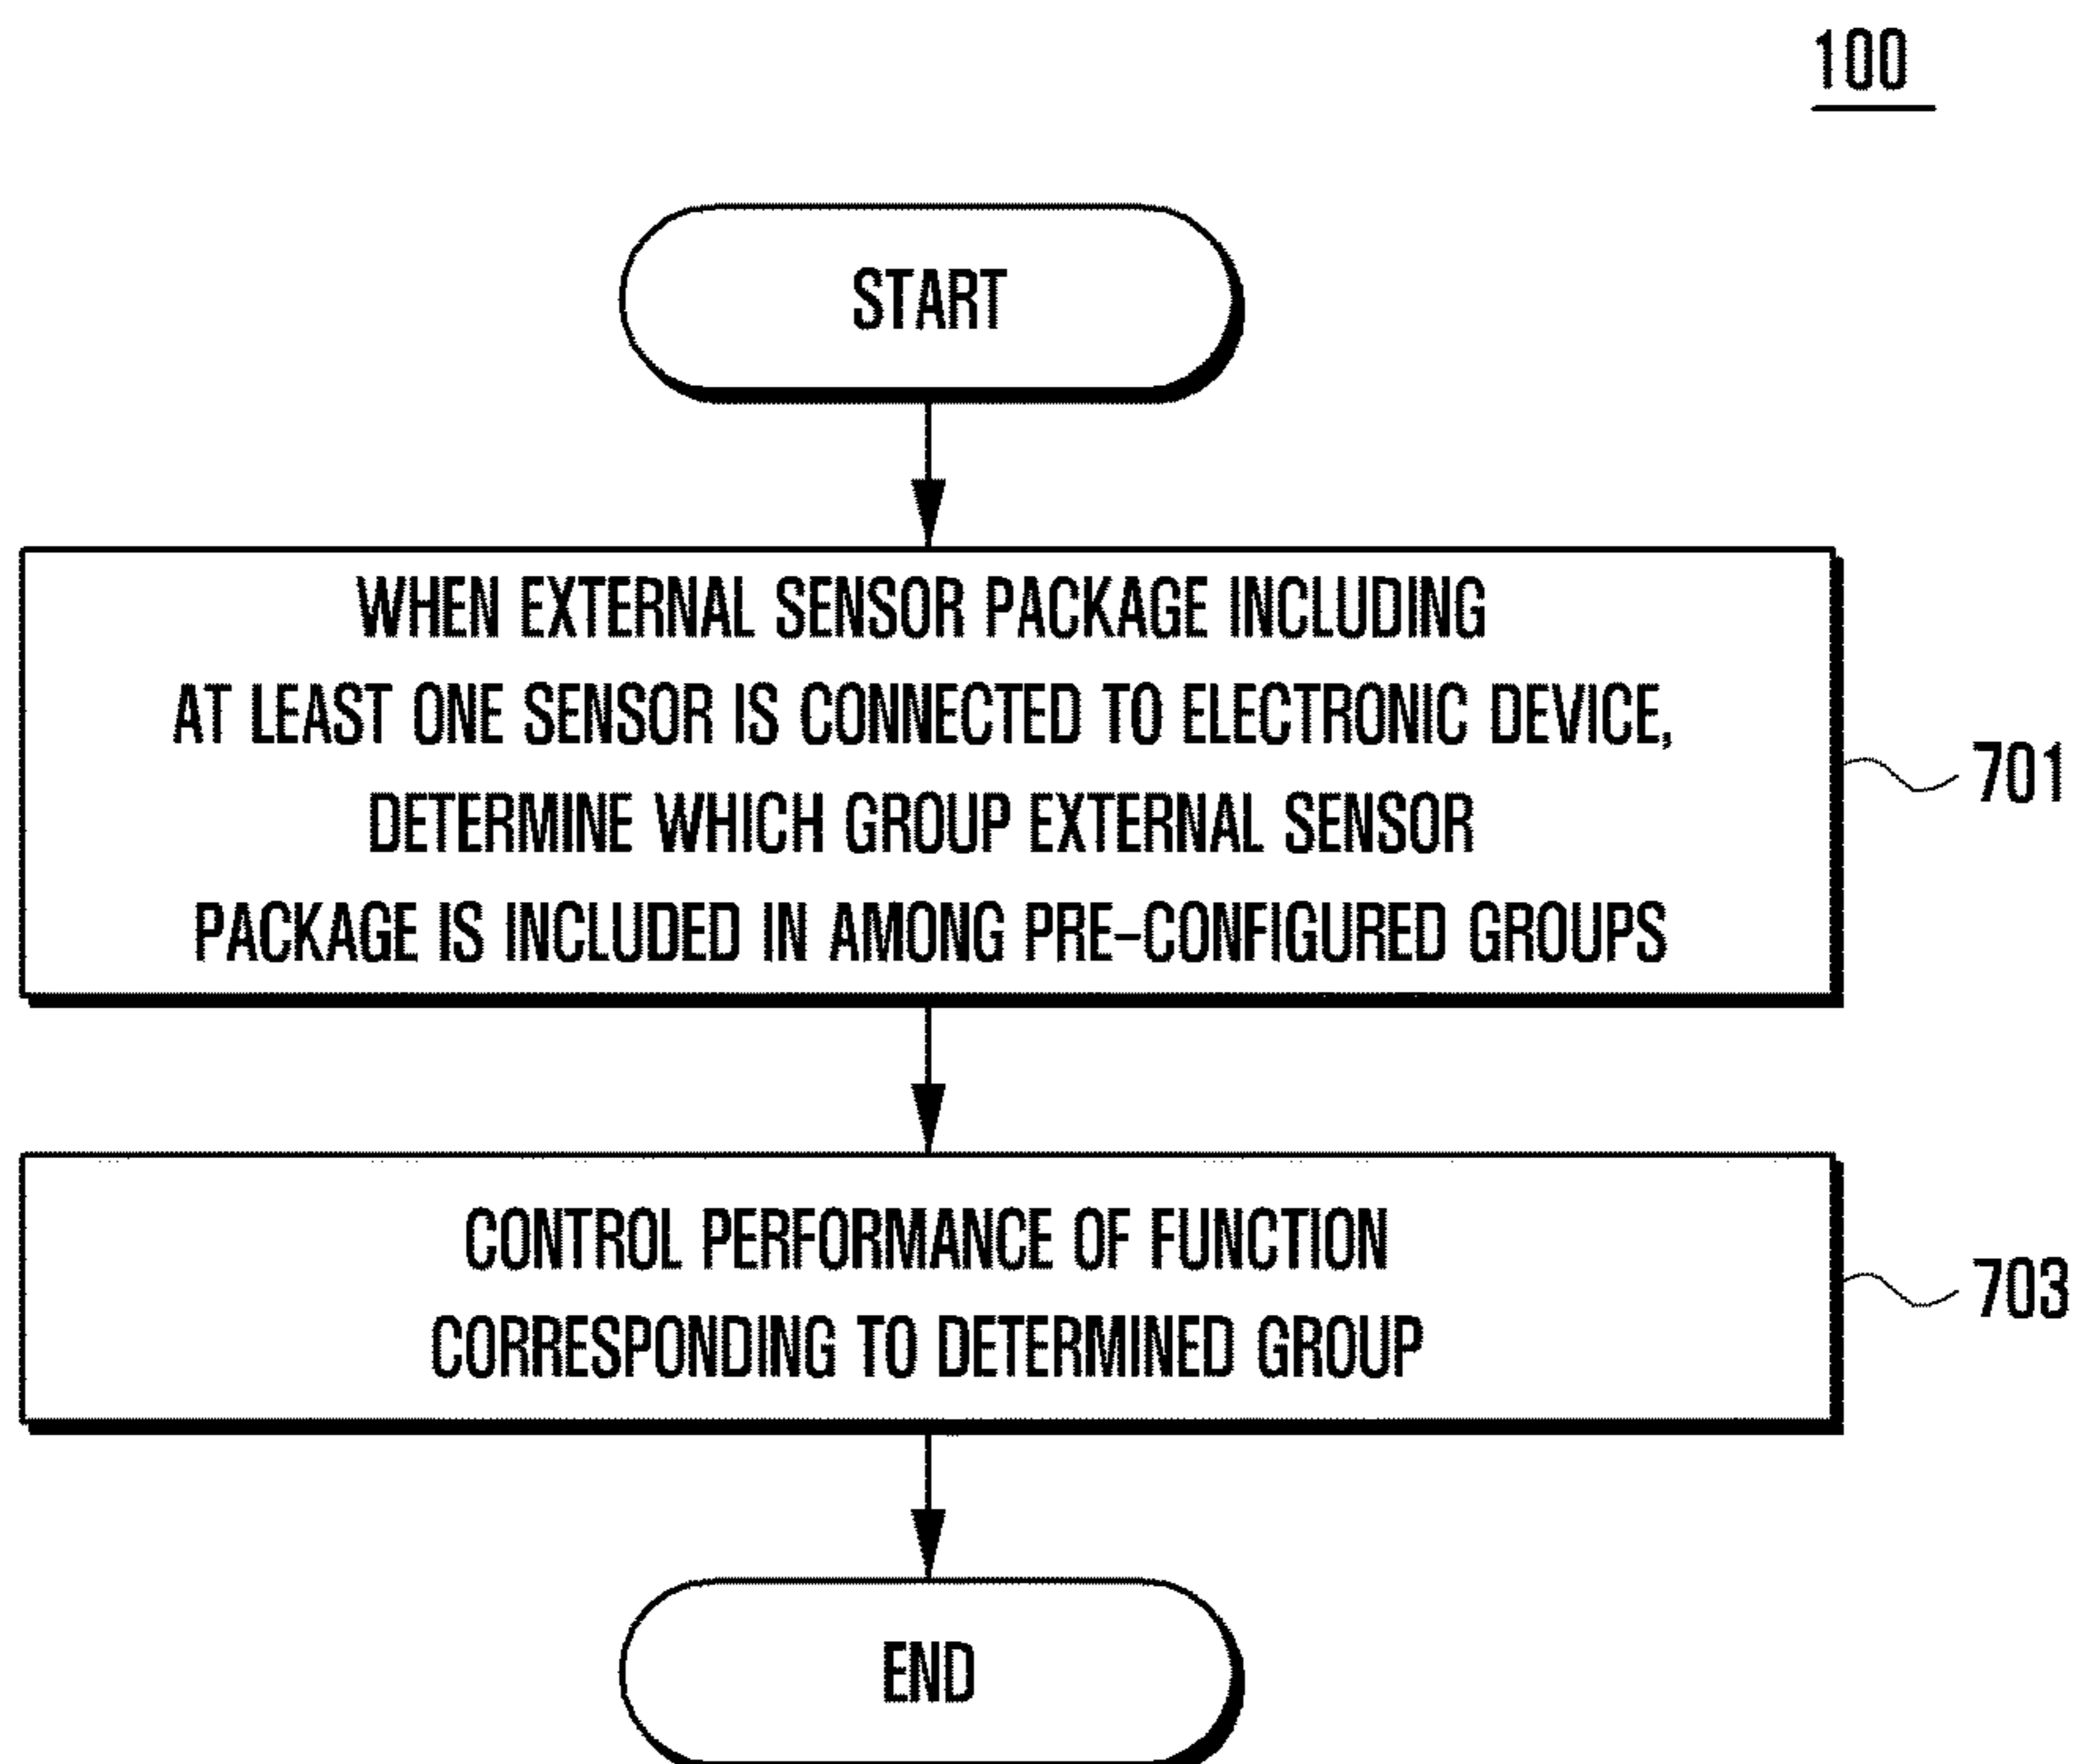 100
START
WHEN EXTERNAL SENSOR PACKAGE INCLUDING
AT LEAST ONE SENSOR IS CONNECTED TO ELECTRONIC DEVICE,
DETERMINE WHICH GROUP EXTERNAL SENSOR
PACKAGE IS INCLUDED IN AMONG PRE-CONFIGURED GROUPS
701
CONTROL PERFORMANCE OF FUNCTION
CORRESPONDING TO DETERMINED GROUP
703
END